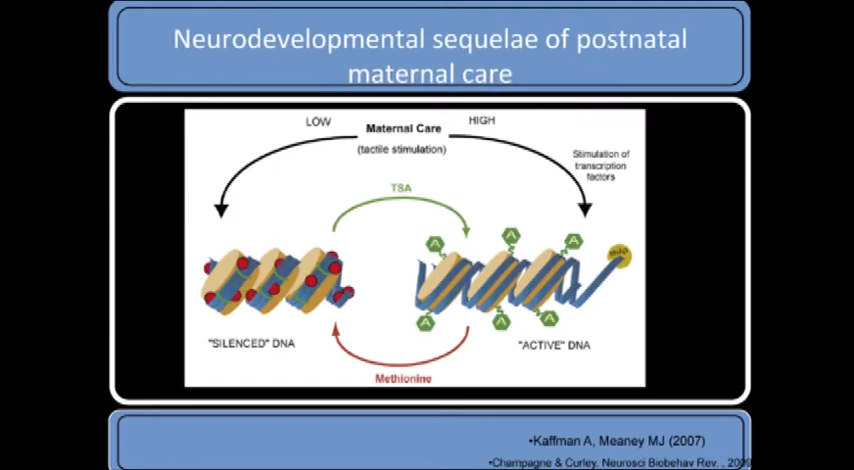 Neurodevelopmental sequelae of postnatal
maternal care
LOW
Maternal Care
HIGH
(tactile stimulation)
Stimulation of
transcription
factors
TSA
A
A
A
A
A
A
"SILENCED" DNA
"ACTIVE" DNA
Methionine
•Kaffman A, Meaney MJ (2007)
•Champagne & Curley, Neurosci Biobehav Rev. , 2009